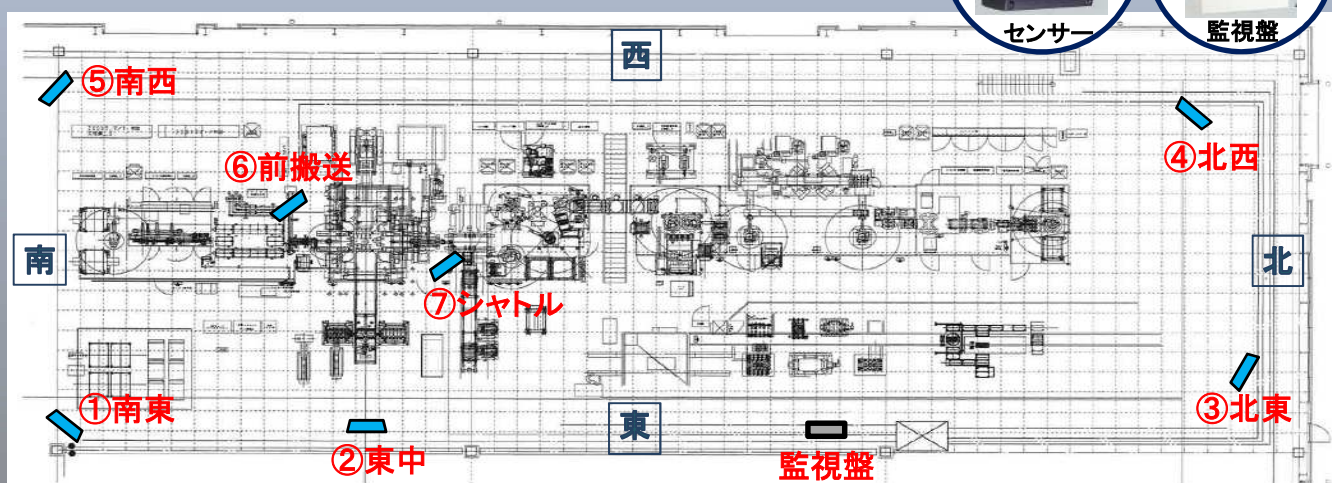 センサー
監視盤
西
⑤南西
④北西
⑥前搬送
南
北
⑦シャトル
③北東
①南東
②東中
東
監視盤